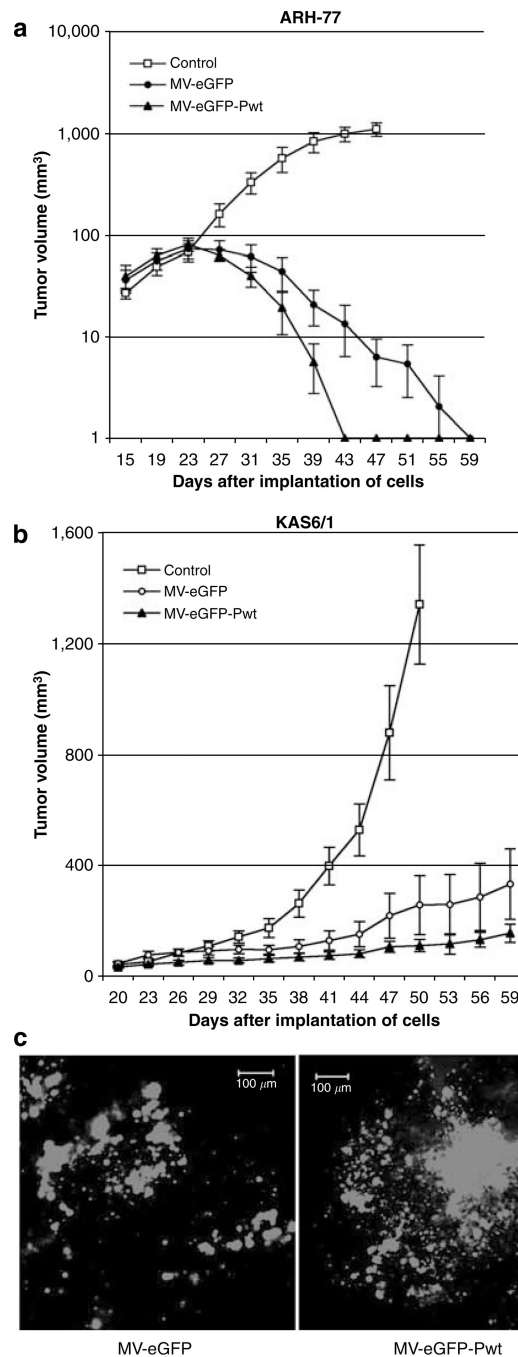 a
ARH-77
10,000
1,000
100
10
1
Tumor volume (mm³)
Control
MV-eGFP
MV-eGFP-Pwt
15 19 23 27 31 35 39 43 47 51 55 59
Days after implantation of cells
b
KAS6/1
1,600
1,200
800
400
0
Tumor volume (mm³)
Control
MV-eGFP
MV-eGFP-Pwt
20 23 26 29 32 35 38 41 44 47 50 53 56 59
Days after implantation of cells
c
100 μm
100 μm
MV-eGFP
MV-eGFP-Pwt